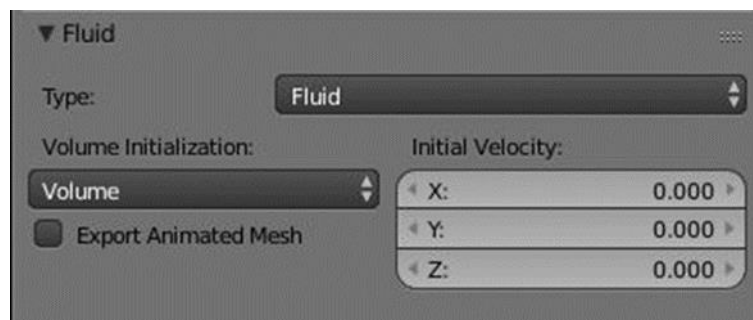 Fluid
Type: Fluid
Volume Initialization: Initial Velocity:
Volume X: 0.000
Export Animated Mesh Y: 0.000
Z: 0.000